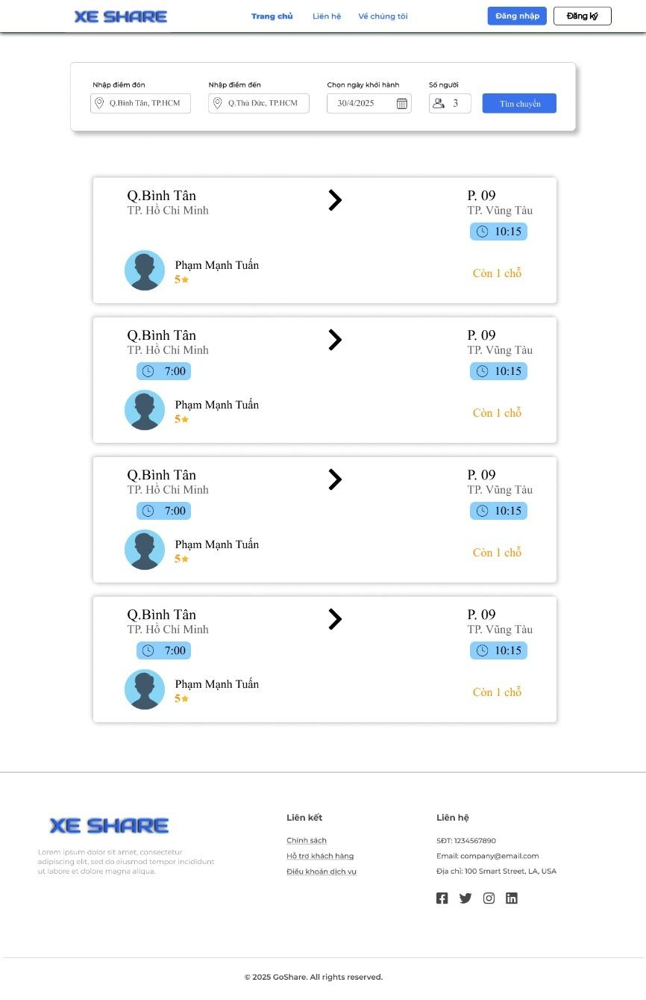 XE SHARE
Trang chủ Liên hệ Về chúng tôi Đăng nhập Đăng ký
Nhập điểm đón Nhập điểm đến Chọn ngày khởi hành Số người
Q.Bình Tân, TP.HCM Q.Thủ Đức, TP.HCM 30/4/2025 3 Tìm chuyến
Q.Bình Tân P. 09
TP. Hồ Chí Minh TP. Vũng Tàu
10:15
Phạm Mạnh Tuấn
5 Còn 1 chỗ
Q.Bình Tân P. 09
TP. Hồ Chí Minh TP. Vũng Tàu
7:00 10:15
Phạm Mạnh Tuấn
5 Còn 1 chỗ
Q.Bình Tân P. 09
TP. Hồ Chí Minh TP. Vũng Tàu
7:00 10:15
Phạm Mạnh Tuấn
5 Còn 1 chỗ
Q.Bình Tân P. 09
TP. Hồ Chí Minh TP. Vũng Tàu
7:00 10:15
Phạm Mạnh Tuấn
5 Còn 1 chỗ
XE SHARE
Lorem ipsum dolor sit amet, consectetur
adipiscing elit, sed do eiusmod tempor incididunt
ut labore et dolore magna aliqua.
Liên kết
Chính sách
Hỗ trợ khách hàng
Điều khoản dịch vụ
Liên hệ
SĐT: 1234567890
Email: company@email.com
Địa chỉ: 100 Smart Street, LA, USA
© 2025 GoShare. All rights reserved.